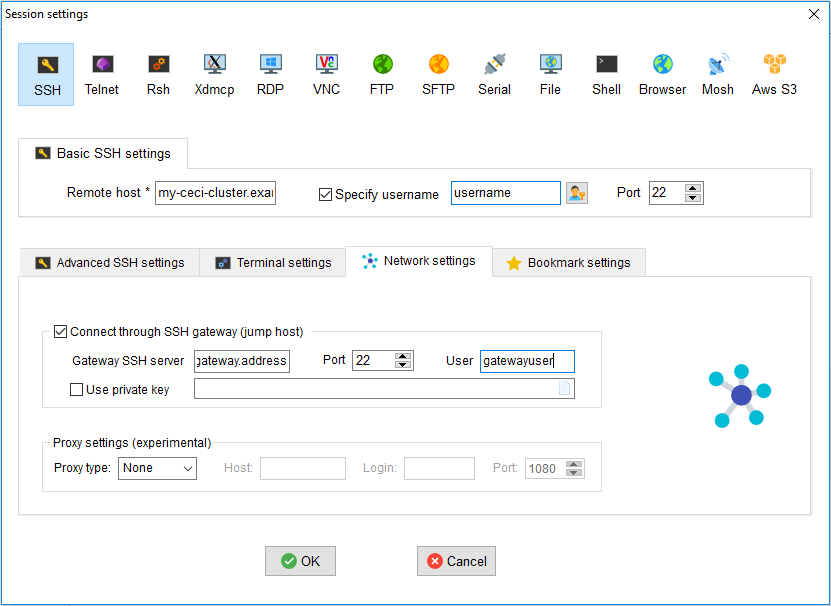 Session settings
SSH Telnet Rsh Xdmcp RDP VNC FTP SFTP Serial File Shell Browser Mosh Aws S3
Basic SSH settings
Remote host * my-ceci-cluster.exa Specify username username Port 22
Advanced SSH settings Terminal settings Network settings Bookmark settings
Connect through SSH gateway (jump host)
Gateway SSH server gateway.address Port 22 User gatewayuser
Use private key
Proxy settings (experimental)
Proxy type: None Host: Login: Port: 1080
OK Cancel